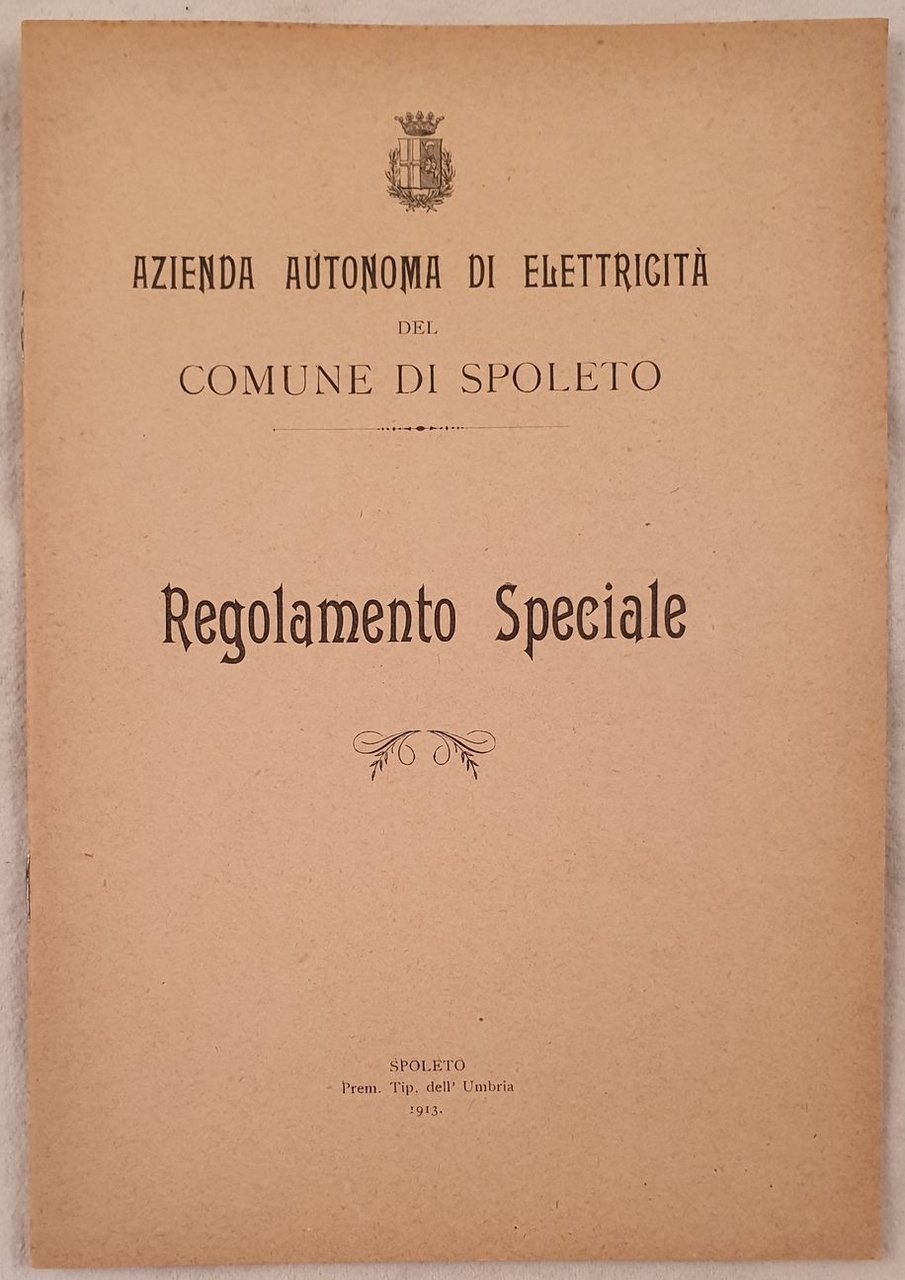 AZIENDA AUTONOMA DI ELETTRICITÀ
DEL
COMUNE DI SPOLETO
Regolamento Speciale
SPOLETO
Prem. Tip. dell' Umbria
1913.